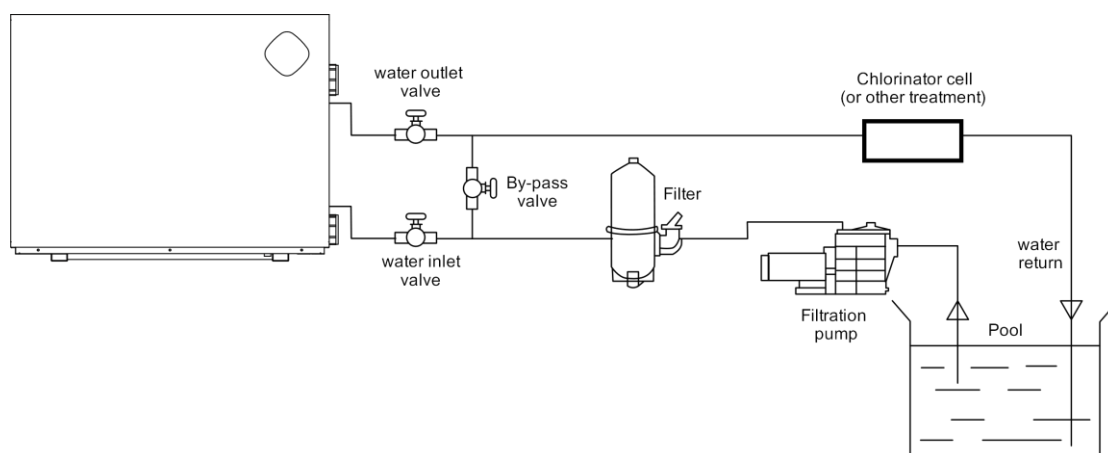 water outlet
valve
Chlorinator cell
(or other treatment)
By-pass
valve
Filter
water inlet
valve
water
return
Filtration
pump
Pool